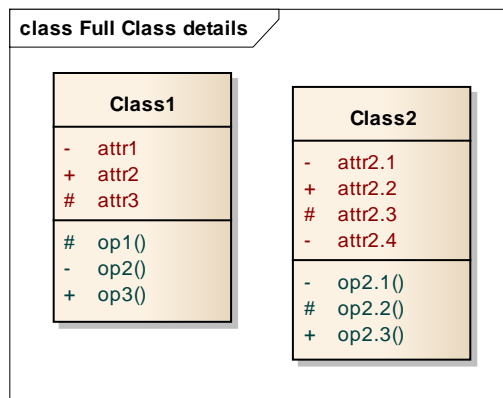 class Full Class details
Class1
- attr1
+ attr2
# attr3
# op1()
- op2()
+ op3()
Class2
- attr2.1
+ attr2.2
# attr2.3
- attr2.4
- op2.1()
# op2.2()
+ op2.3()